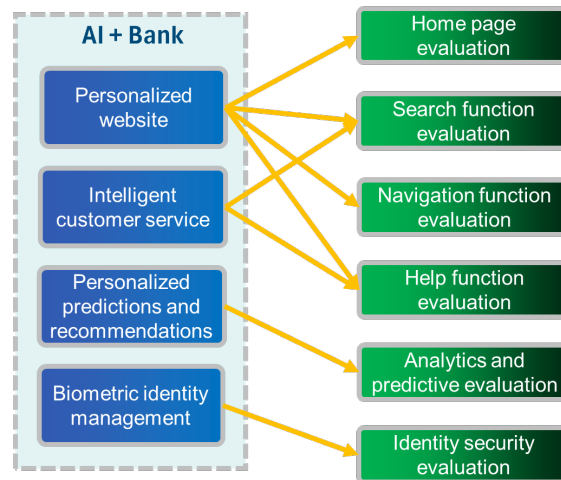 AI + Bank
Personalized
website
Intelligent
customer service
Personalized
predictions and
recommendations
Biometric identity
management
Home page
evaluation
Search function
evaluation
Navigation function
evaluation
Help function
evaluation
Analytics and
predictive evaluation
Identity security
evaluation